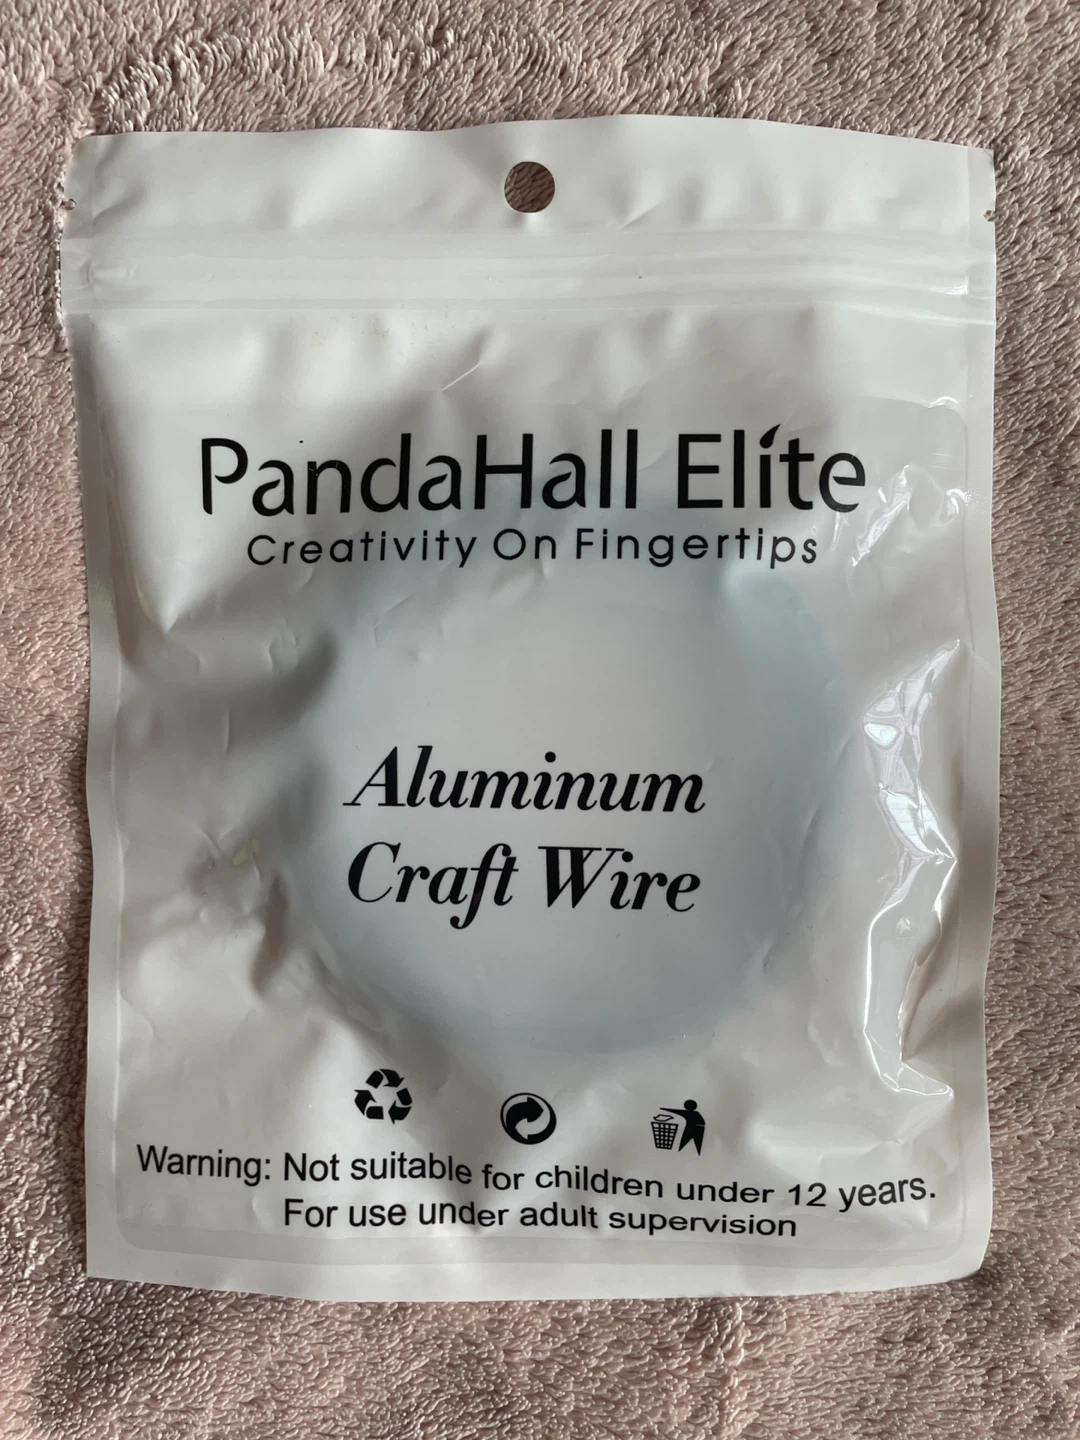 PandaHall Elite
Creativity On Fingertips
Aluminum
Craft Wire
Warning: Not suitable for children under 12 years.
For use under adult supervision